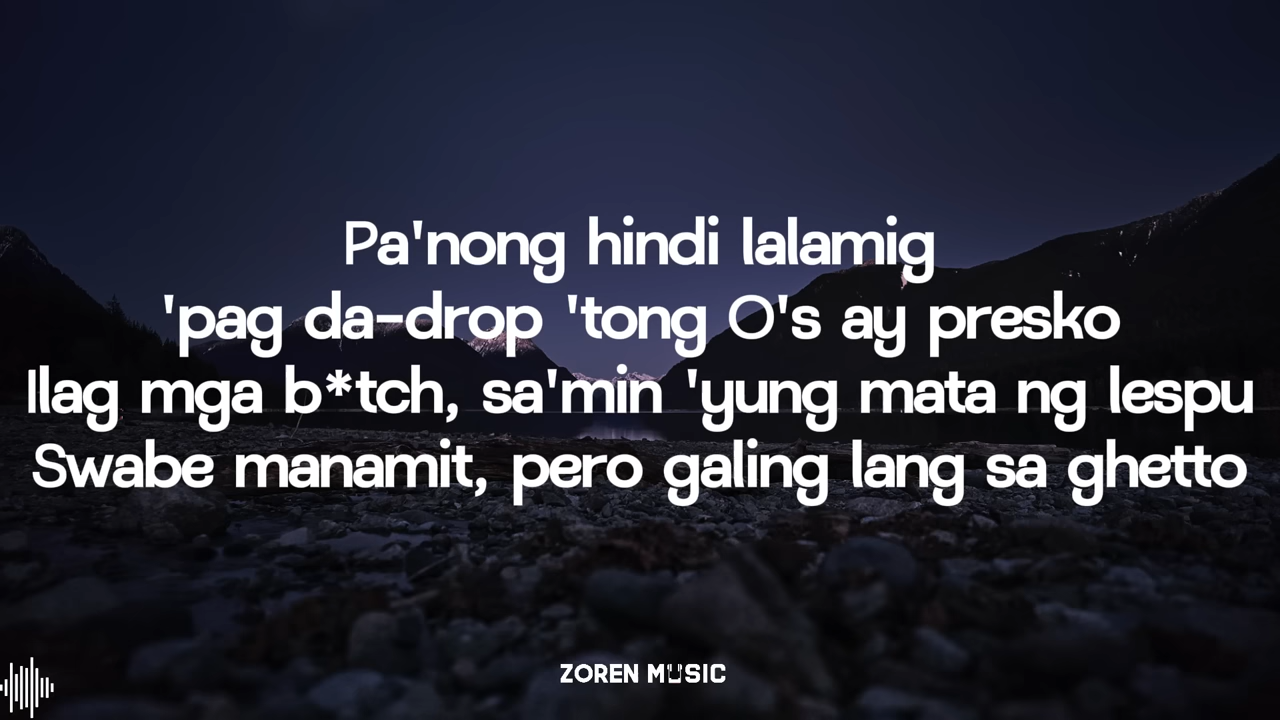 Pa'nong hindi lalamig
'pag da-drop 'tong O's ay presko
Ilag mga b*tch, sa'min 'yung mata ng lespu
Swabe manamit, pero galing lang sa ghetto
ZOREN MUSIC